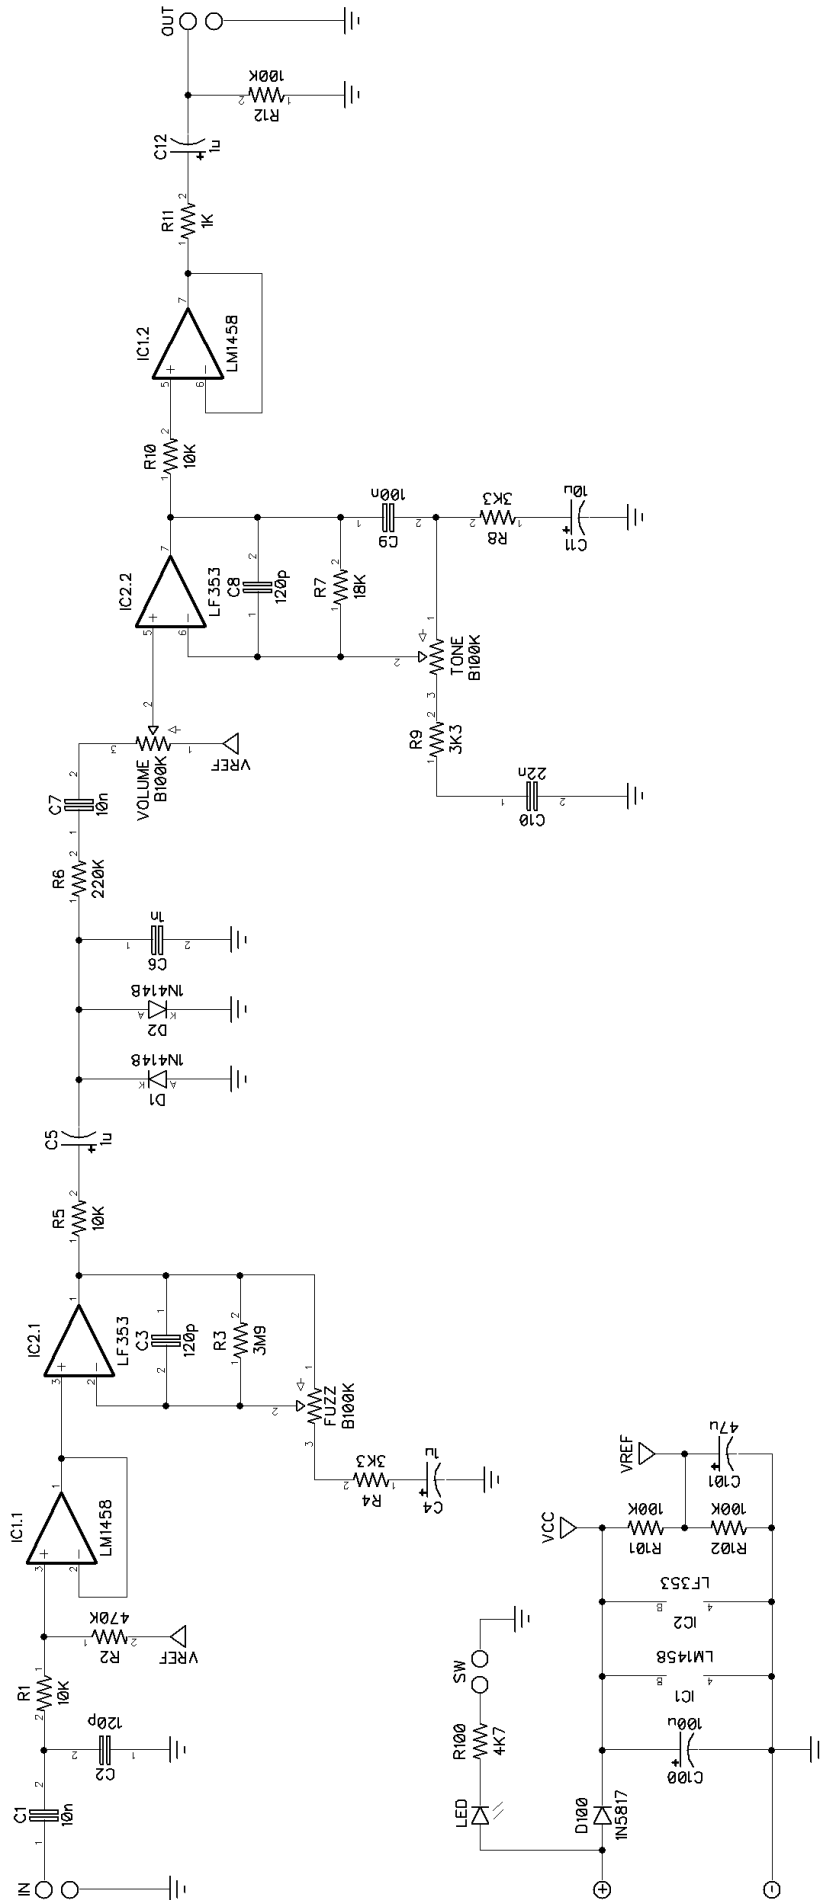 IN
C1
10n
C2
120p
R1
10K
R2
470K
VREF
IC1.1
LM1458
IC2.1
LF353
C3
120p
R3
3M9
FUZZ
B100K
R4
3K3
C4
1u
R5
10K
C5
1u
D1
1N4148
D2
1N4148
C6
1n
R6
220K
C7
10n
VOLUME
B100K
VREF
IC2.2
LF353
C8
120p
R7
18K
TONE
B100K
R9
3K3
C10
22n
C9
100n
R8
3K3
C11
10u
R10
10K
IC1.2
LM1458
R11
1K
C12
1u
R12
100K
OUT
LED
R100
4K7
SW
D100
1N5817
C100
100u
IC1
LM1458
8
4
IC2
LF353
8
4
VCC
R101
100K
R102
100K
VREF
C101
47u